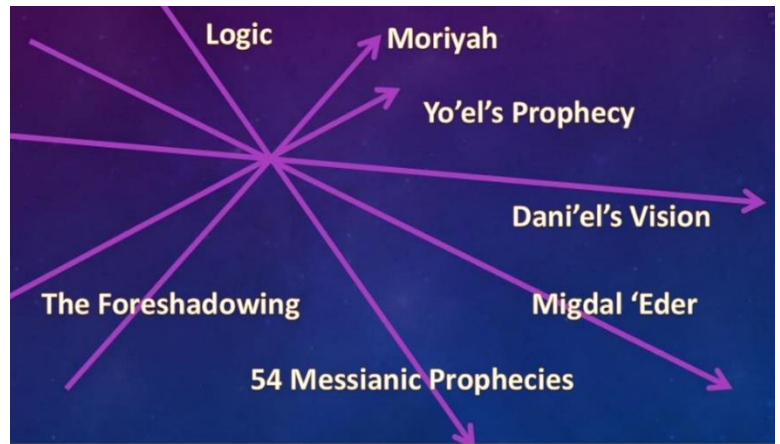 Logic
Moriyah
Yo’el’s Prophecy
Dani’el’s Vision
The Foreshadowing
Migdal ‘Eder
54 Messianic Prophecies